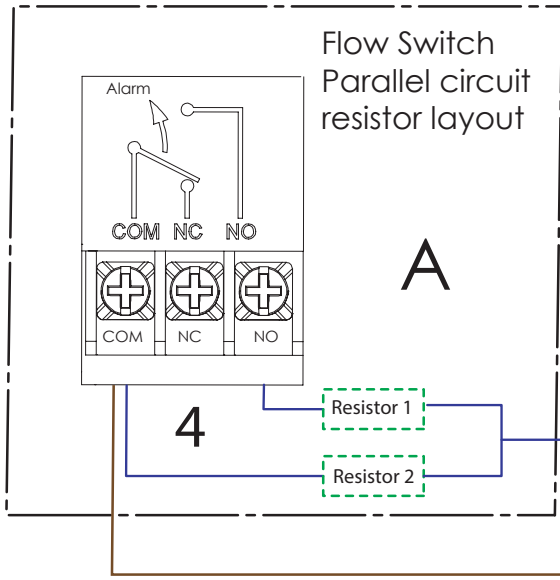 Flow Switch
Parallel circuit
resistor layout
Alarm
COM NC NO
A
COM NC NO
4
Resistor 1
Resistor 2